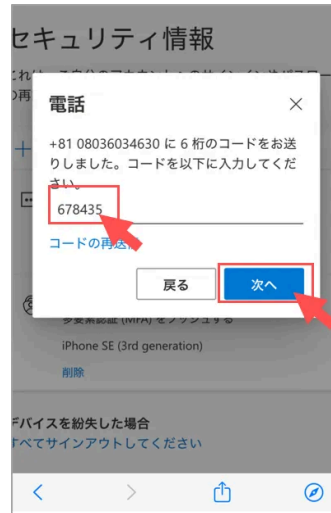 セキュリティ情報
電話
+81 08036034630 に 6 桁のコードをお送
りしました。コードを以下に入力してくだ
さい。
678435
コードの再送
戻る
次へ
多要素認証 (MFA) をプッシュする
iPhone SE (3rd generation)
削除
デバイスを紛失した場合
すべてサインアウトしてください